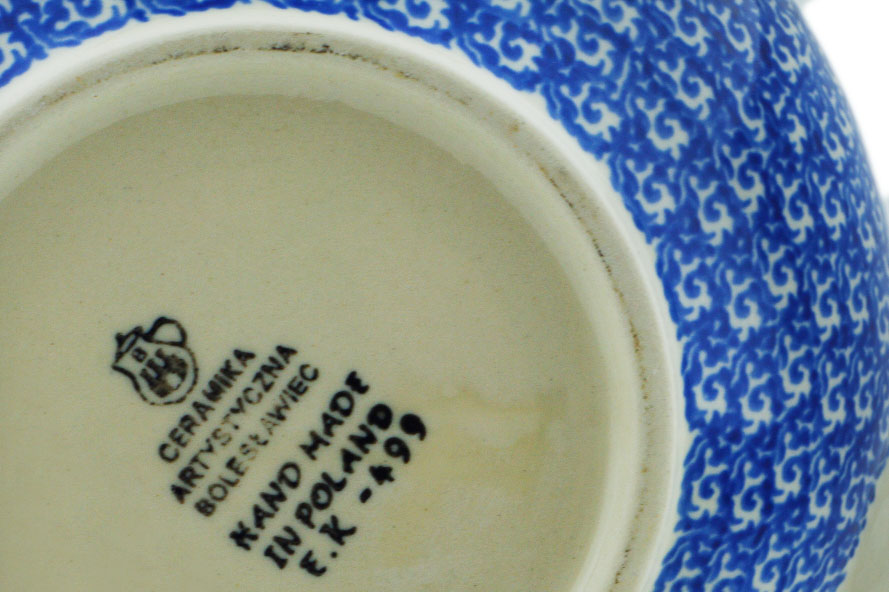 B
CERAMIKA
ARTYSTYCZNA
BOLESŁAWIEC
HAND MADE
IN POLAND
E.K - 499